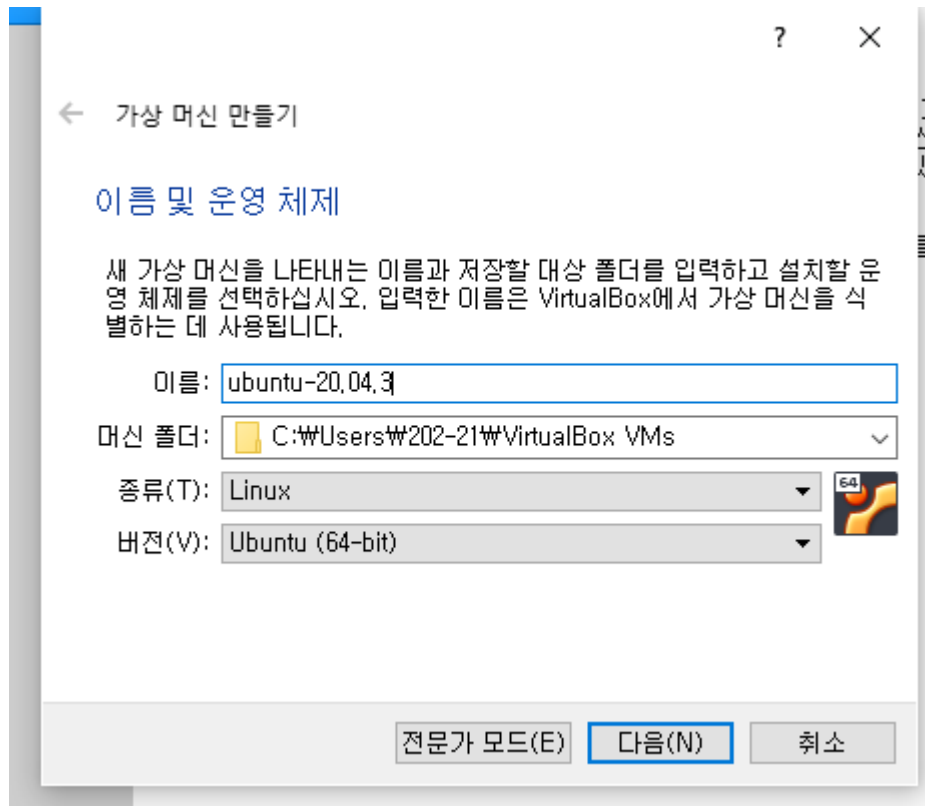 ?
가상 머신 만들기
이름 및 운영 체제
새 가상 머신을 나타내는 이름과 저장할 대상 폴더를 입력하고 설치할 운
영 체제를 선택하십시오. 입력한 이름은 VirtualBox에서 가상 머신을 식
별하는 데 사용됩니다.
이름: ubuntu-20.04.3
머신 폴더: C:₩Users₩202-21₩VirtualBox VMs
종류(T): Linux
64
버전(V): Ubuntu (64-bit)
전문가 모드(E) 다음(N) 취소